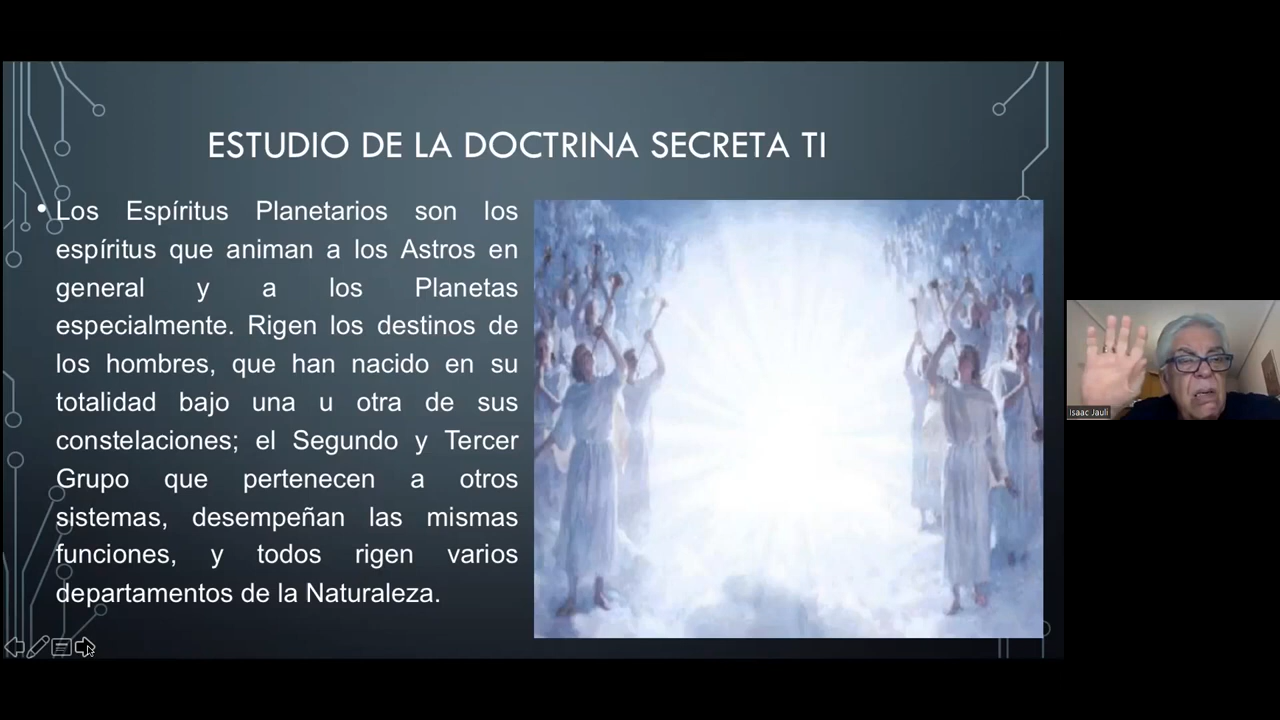 ESTUDIO DE LA DOCTRINA SECRETA TI
• Los Espíritus Planetarios son los
espíritus que animan a los Astros en
general y a los Planetas
especialmente. Rigen los destinos de
los hombres, que han nacido en su
totalidad bajo una u otra de sus
constelaciones; el Segundo y Tercer
Grupo que pertenecen a otros
sistemas, desempeñan las mismas
funciones, y todos rigen varios
departamentos de la Naturaleza.
Isaac Jauli